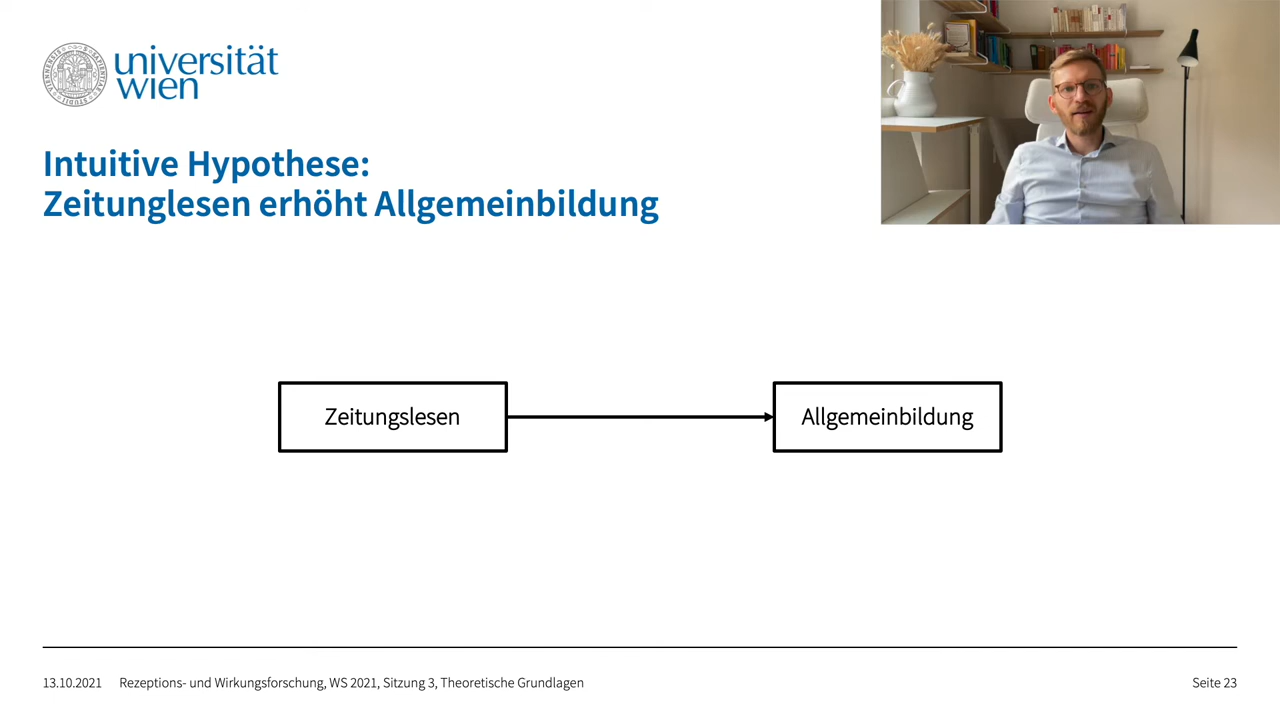 universität
wien
Intuitive Hypothese:
Zeitunglesen erhöht Allgemeinbildung
Zeitungslesen
Allgemeinbildung
13.10.2021 Rezeptions- und Wirkungsforschung, WS 2021, Sitzung 3, Theoretische Grundlagen Seite 23